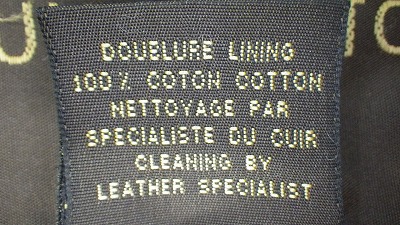 DOUBLURE LINING
100% COTON COTTON
NETTOYAGE PAR
SPECIALISTE DU CUIR
CLEANING BY
LEATHER SPECIALIST